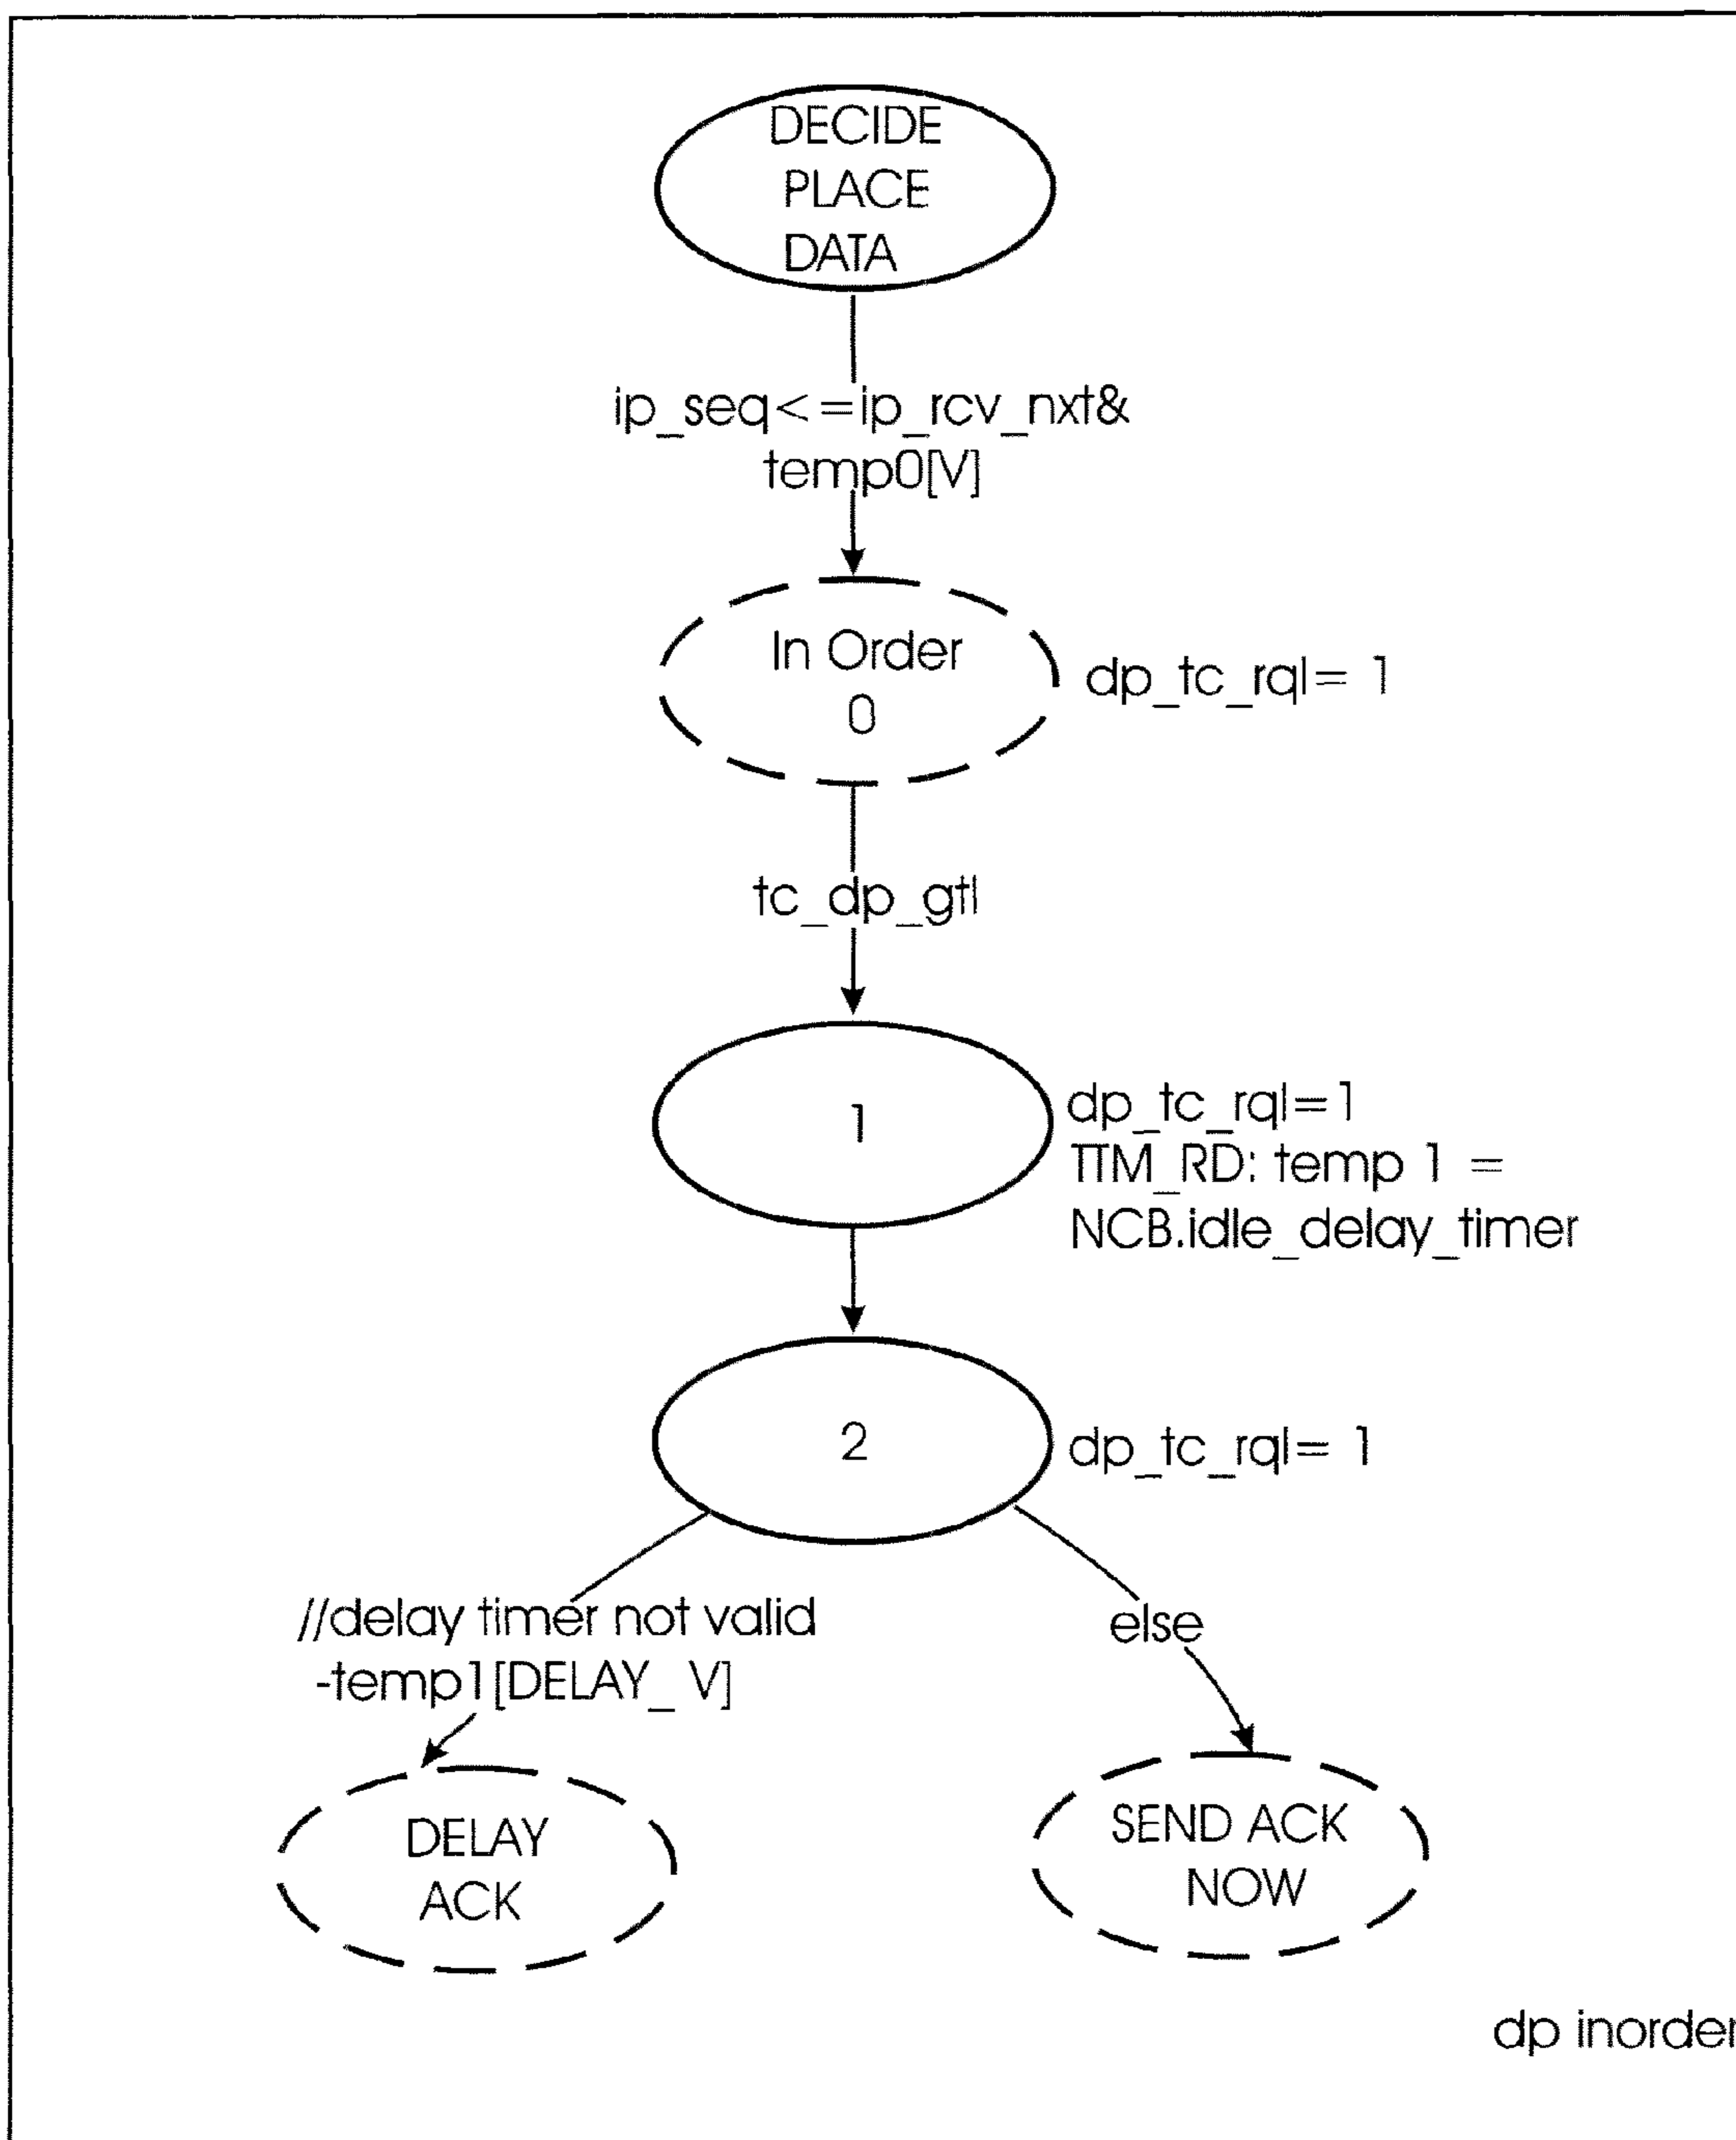 DECIDE
PLACE
DATA
ip_seq<=ip_rcv_nxt&
temp0[V]
In Order
0
dp_tc_rql= 1
tc_dp_gtl
1
dp_tc_rql=1
TTM_RD: temp 1 =
NCB.idle_delay_timer
2
dp_tc_rql= 1
//delay timer not valid
-temp1[DELAY_ V]
else
DELAY
ACK
SEND ACK
NOW
dp inorder